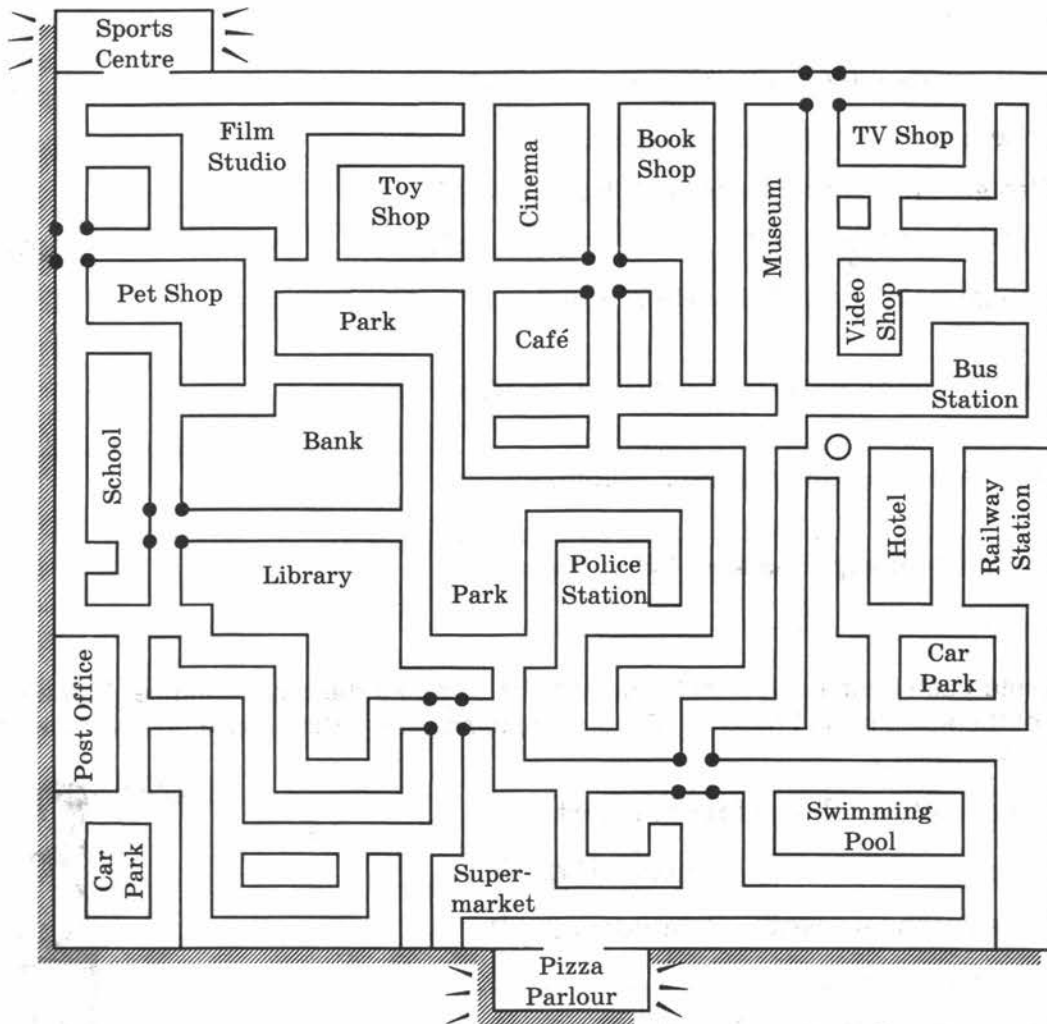 Sports
Centre
Film
Studio
Toy
Shop
Cinema
Book
Shop
Museum
TV Shop
Pet Shop
Park
Café
Video
Shop
Bus
Station
School
Bank
Hotel
Railway
Station
Library
Park
Police
Station
Post Office
Car
Park
Car
Park
Swimming
Pool
Super-
market
Pizza
Parlour